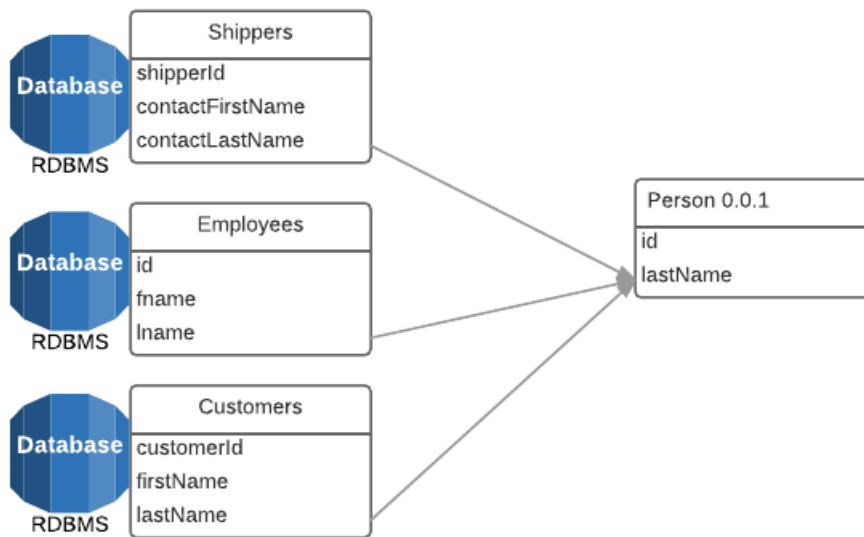 Shippers
Database
shipperId
contactFirstName
contactLastName
RDBMS
Person 0.0.1
id
lastName
Employees
Database
id
fname
lname
RDBMS
Customers
Database
customerId
firstName
lastName
RDBMS